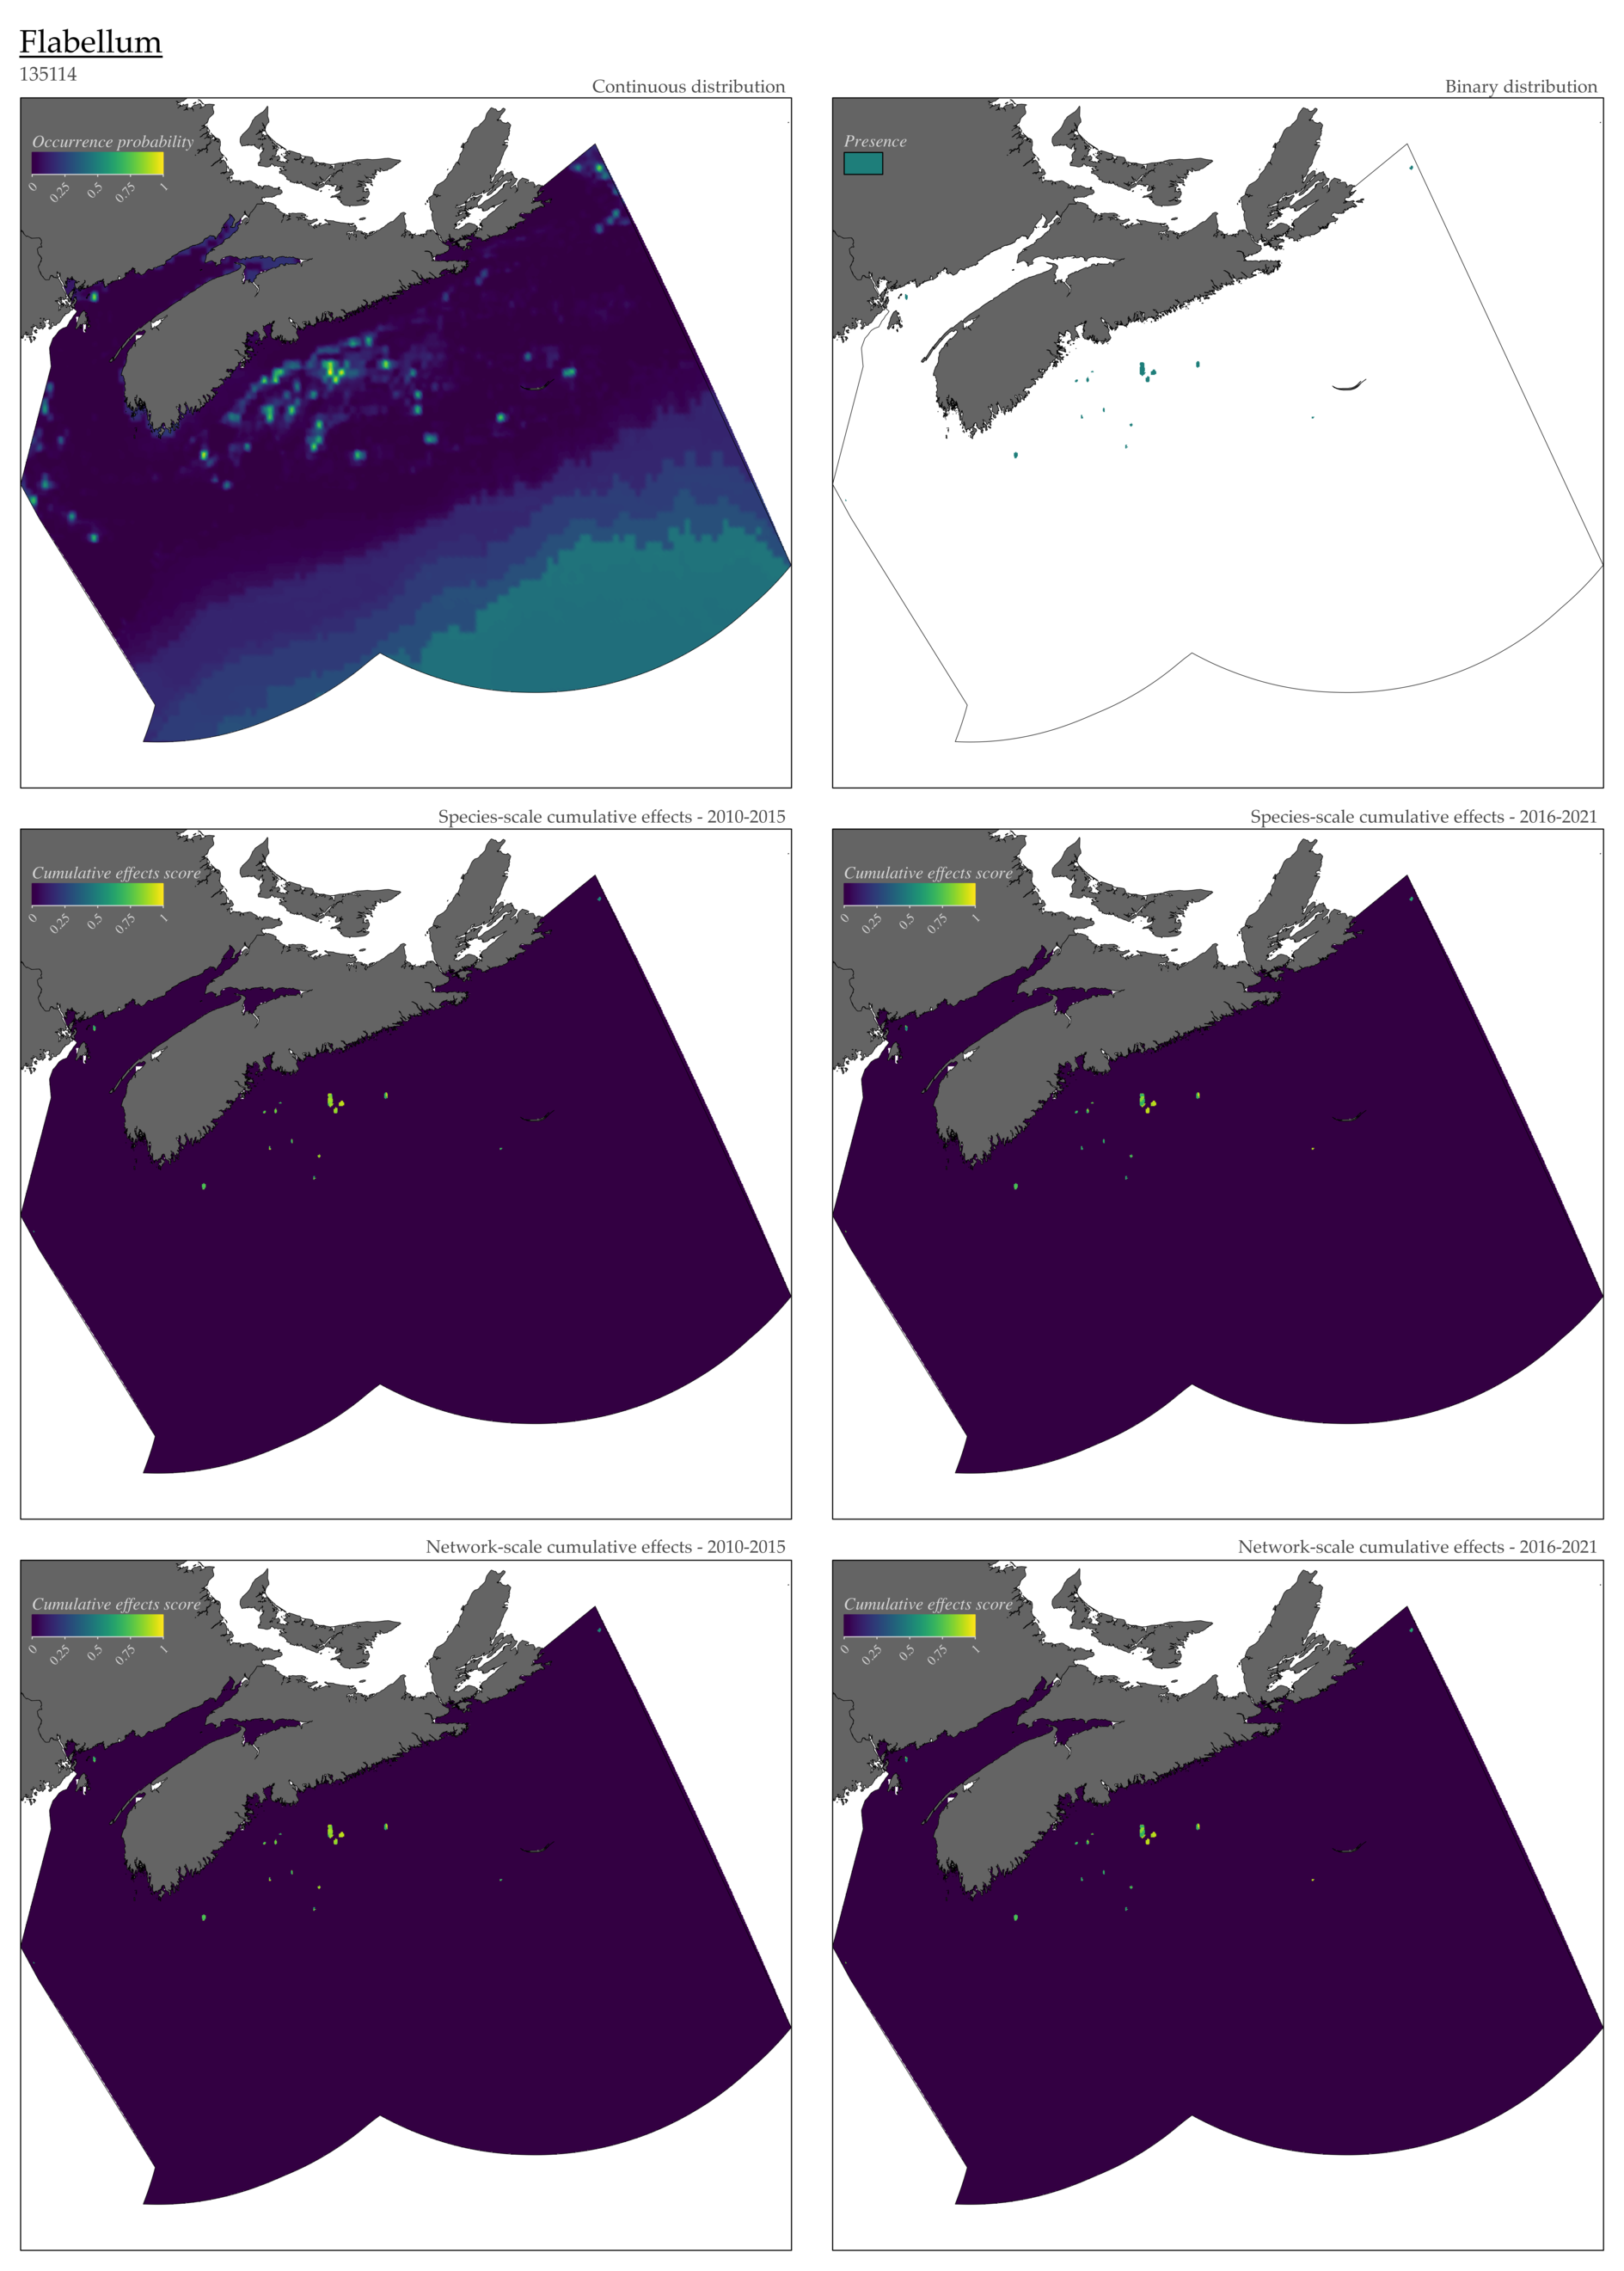 Flabellum
135114
Continuous distribution
Occurrence probability
0 0.25 0.5 0.75 1
Binary distribution
Presence
Species-scale cumulative effects - 2010-2015
Cumulative effects score
0 0.25 0.5 0.75 1
Species-scale cumulative effects - 2016-2021
Cumulative effects score
0 0.25 0.5 0.75 1
Network-scale cumulative effects - 2010-2015
Cumulative effects score
0 0.25 0.5 0.75 1
Network-scale cumulative effects - 2016-2021
Cumulative effects score
0 0.25 0.5 0.75 1